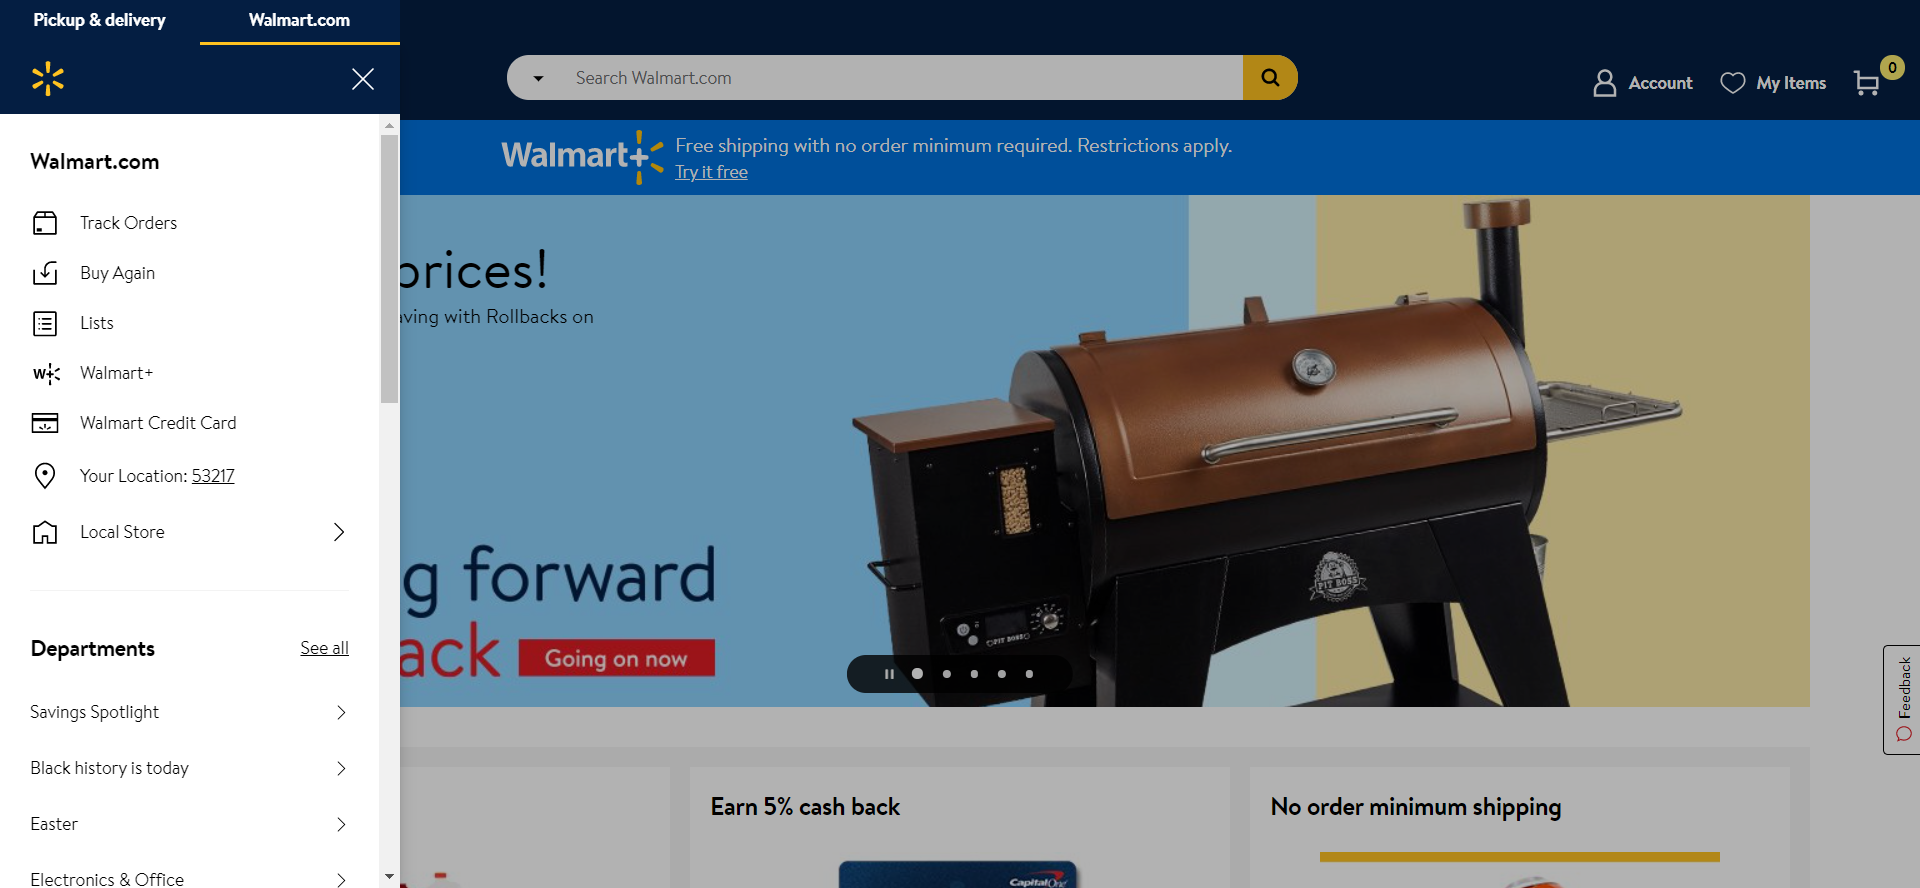 Pickup & delivery
Walmart.com
Search Walmart.com
Account
My Items
0
Walmart+
Free shipping with no order minimum required. Restrictions apply.
Try it free
Walmart.com
Track Orders
Buy Again
Lists
W+
Walmart+
Walmart Credit Card
Your Location: 53217
Local Store
Departments
See all
Savings Spotlight
Black history is today
Easter
Electronics & Office
prices!
aving with Rollbacks on
g forward
ack
Going on now
PIT BOSS
PIT BOSS
Feedback
Earn 5% cash back
Capital One
No order minimum shipping